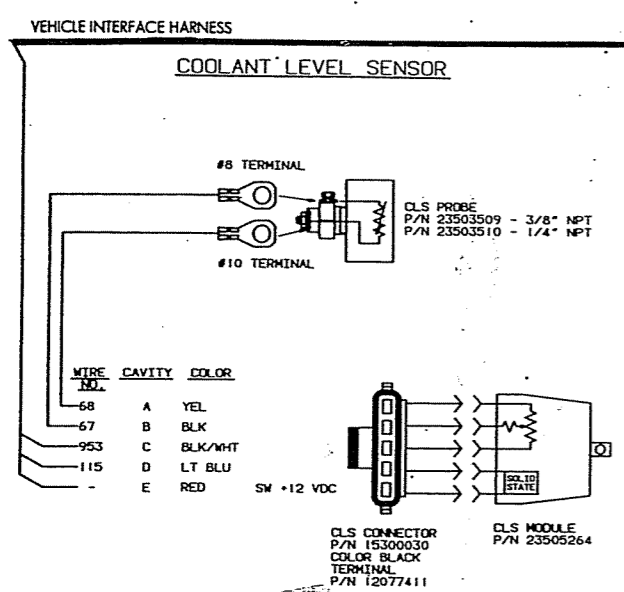 VEHICLE INTERFACE HARNESS
COOLANT LEVEL SENSOR
#8 TERMINAL
CLS PROBE
P/N 23503509 - 3/8" NPT
P/N 23503510 - 1/4" NPT
#10 TERMINAL
WIRE NO. CAVITY COLOR
68 A YEL
67 B BLK
953 C BLK/WHT
115 D LT BLU
- E RED SW +12 VDC
SOLID
STATE
CLS CONNECTOR
P/N 15300030
COLOR BLACK
TERMINAL
P/N 12077411
CLS MODULE
P/N 23505264